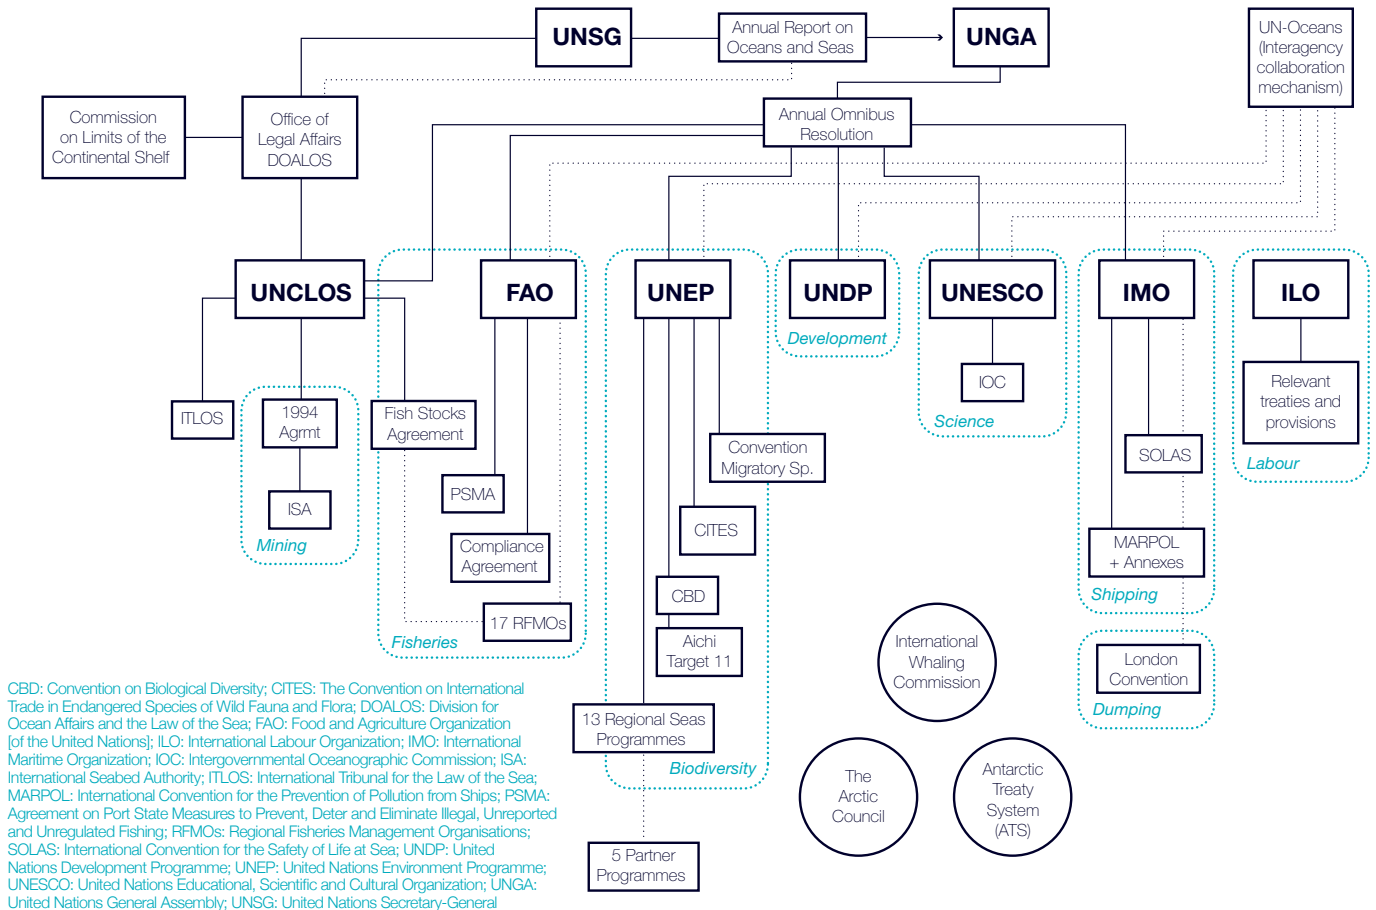 UNSG
Annual Report on
Oceans and Seas
UNGA
UN-Oceans
(Interagency
collaboration
mechanism)
Commission
on Limits of the
Continental Shelf
Office of
Legal Affairs
DOALOS
Annual Omnibus
Resolution
UNCLOS
FAO
UNEP
UNDP
UNESCO
IMO
ILO
Development
ITLOS
1994
Agrmt
Fish Stocks
Agreement
IOC
Science
Relevant
treaties and
provisions
Labour
Convention
Migratory Sp.
SOLAS
PSMA
ISA
Mining
CITES
Compliance
Agreement
MARPOL
+ Annexes
Shipping
CBD
17 RFMOs
Fisheries
Aichi
Target 11
International
Whaling
Commission
London
Convention
Dumping
13 Regional Seas
Programmes
Biodiversity
The
Arctic
Council
Antarctic
Treaty
System
(ATS)
5 Partner
Programmes
CBD: Convention on Biological Diversity; CITES: The Convention on International
Trade in Endangered Species of Wild Fauna and Flora; DOALOS: Division for
Ocean Affairs and the Law of the Sea; FAO: Food and Agriculture Organization
[of the United Nations]; ILO: International Labour Organization; IMO: International
Maritime Organization; IOC: Intergovernmental Oceanographic Commission; ISA:
International Seabed Authority; ITLOS: International Tribunal for the Law of the Sea;
MARPOL: International Convention for the Prevention of Pollution from Ships; PSMA:
Agreement on Port State Measures to Prevent, Deter and Eliminate Illegal, Unreported
and Unregulated Fishing; RFMOs: Regional Fisheries Management Organisations;
SOLAS: International Convention for the Safety of Life at Sea; UNDP: United
Nations Development Programme; UNEP: United Nations Environment Programme;
UNESCO: United Nations Educational, Scientific and Cultural Organization; UNGA:
United Nations General Assembly; UNSG: United Nations Secretary-General